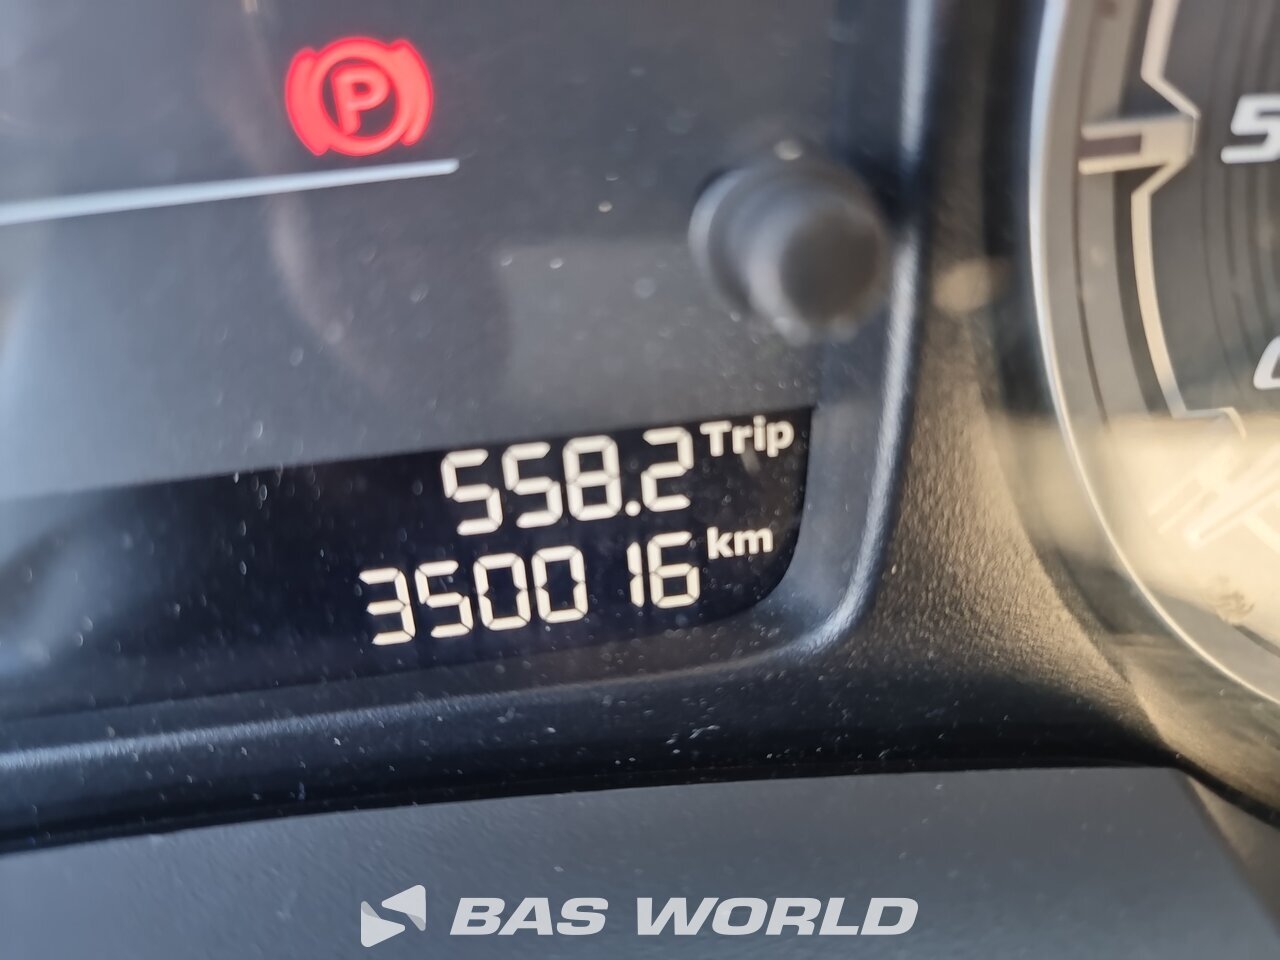 P
558.2 Trip
350016 km
BAS WORLD